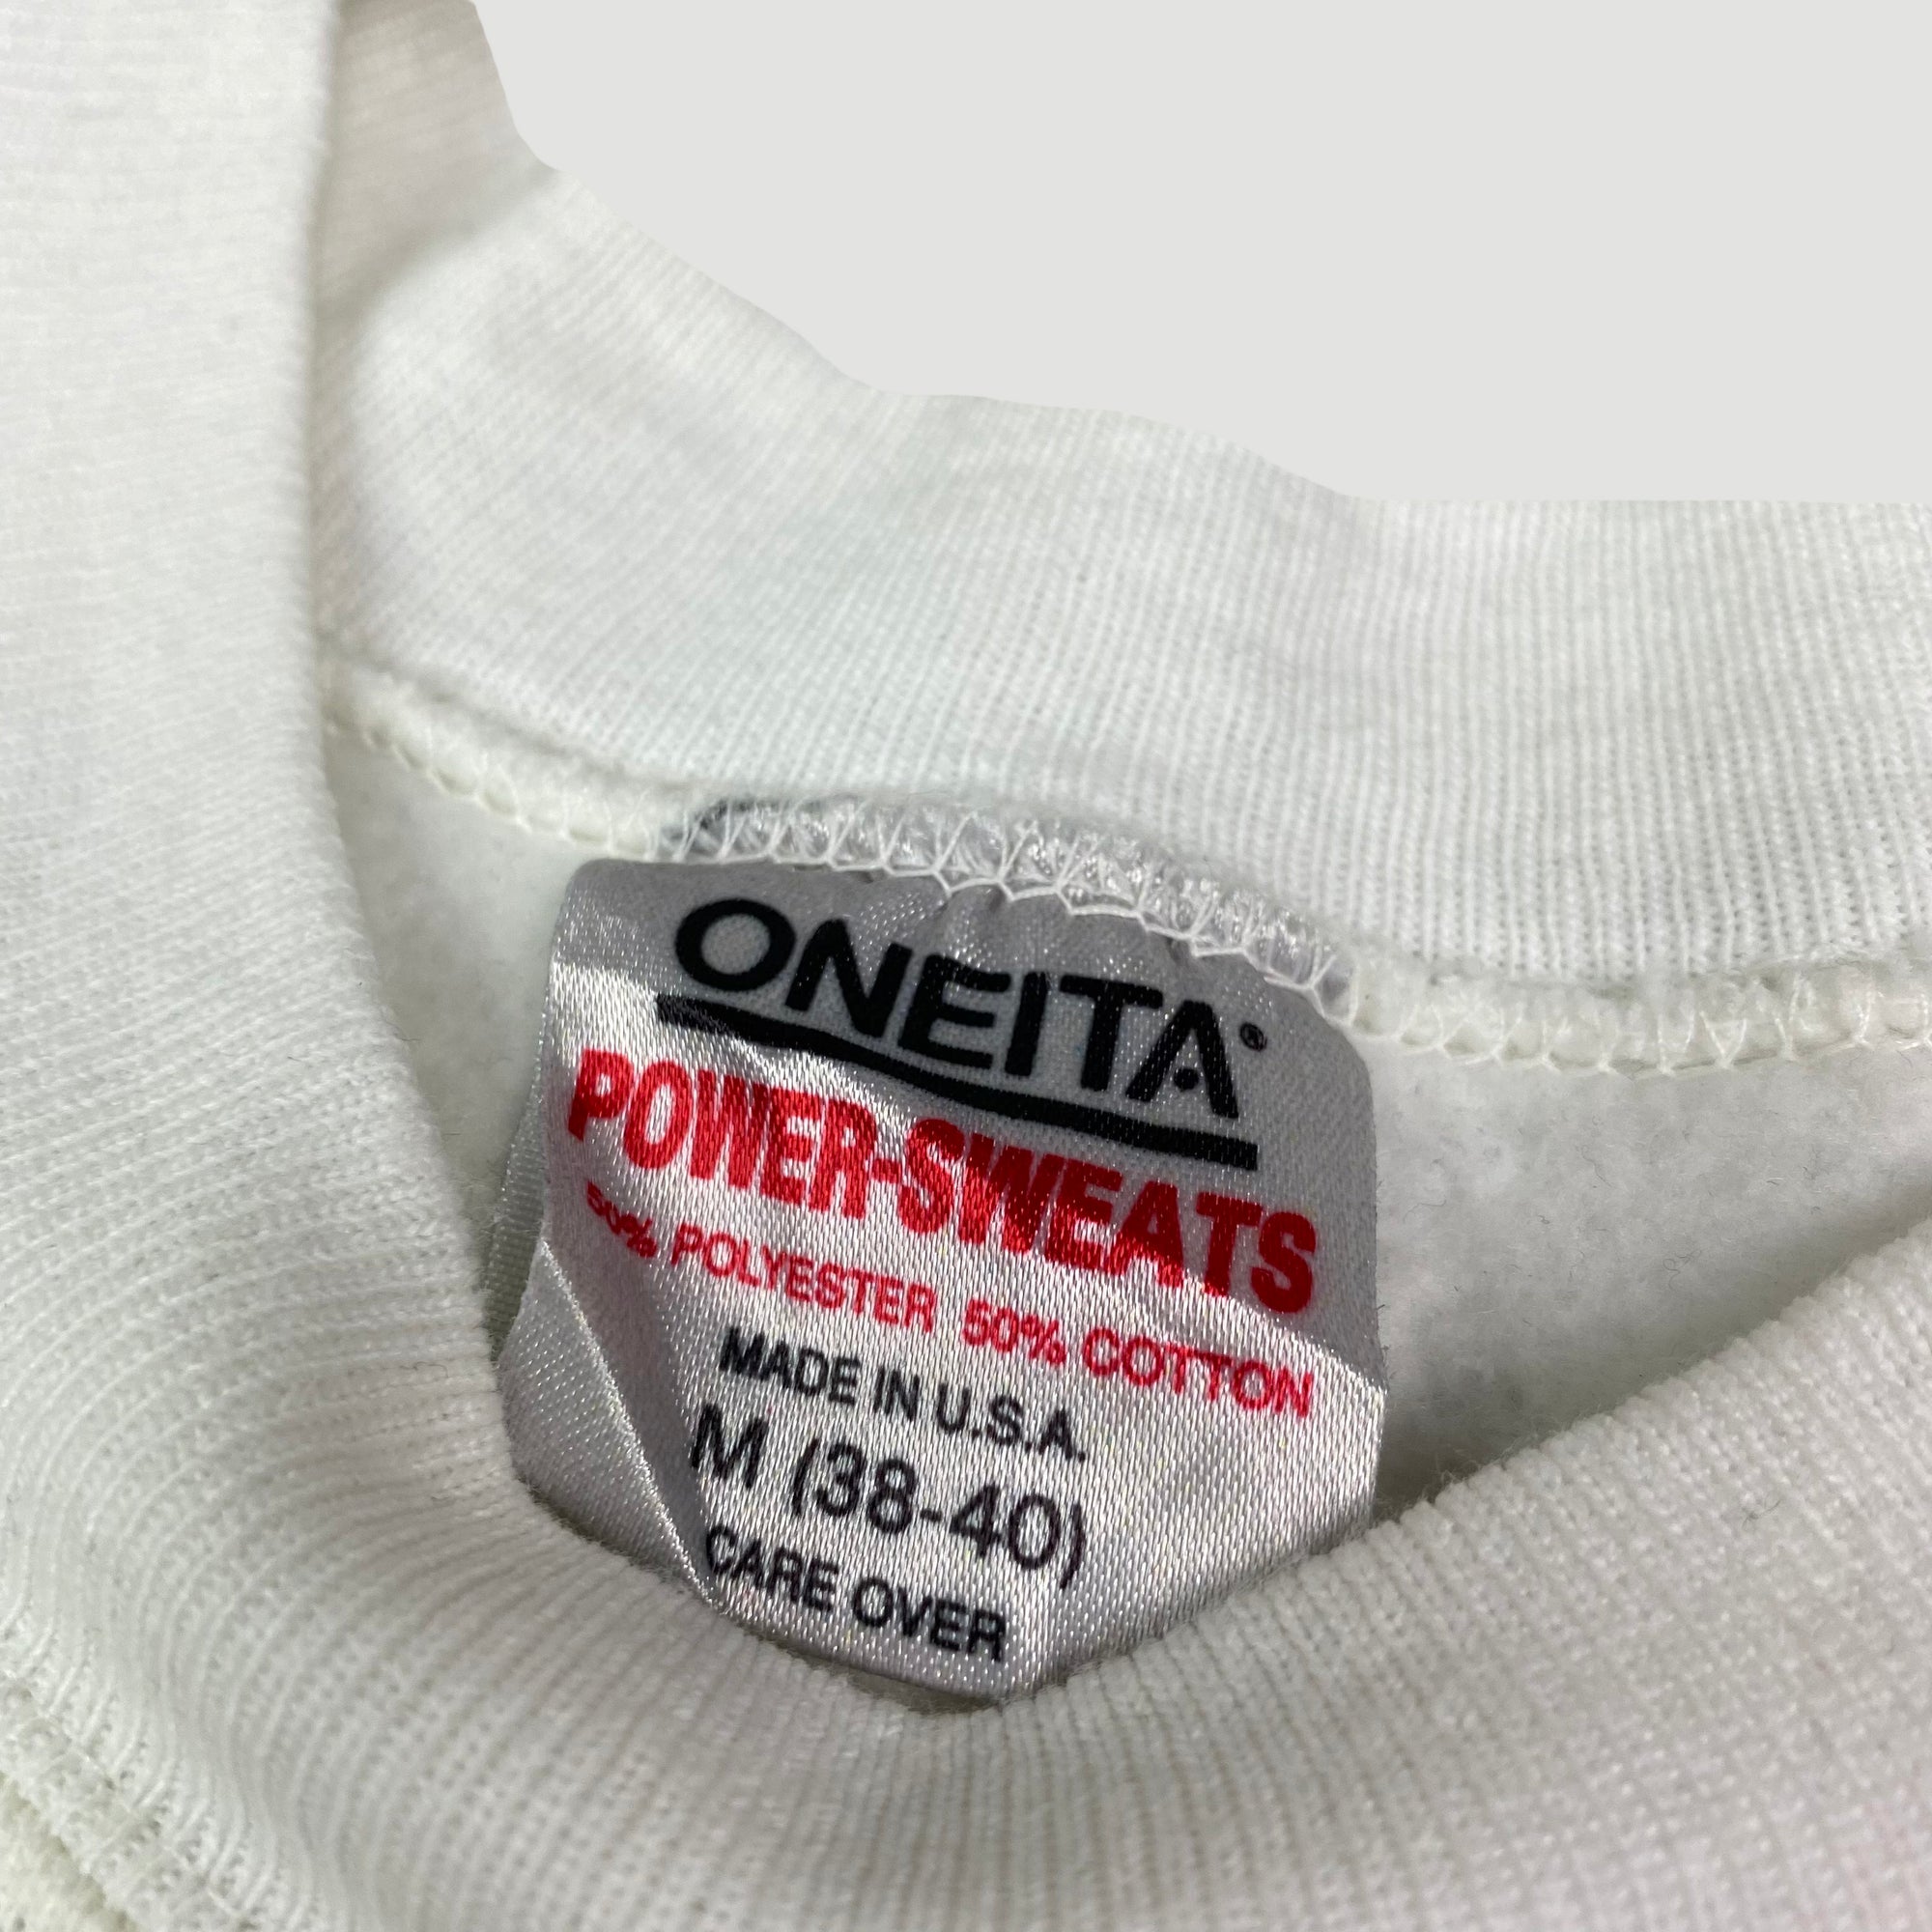 ONEITA®
POWER-SWEATS
50% POLYESTER 50% COTTON
MADE IN U.S.A.
M (38-40)
CARE OVER